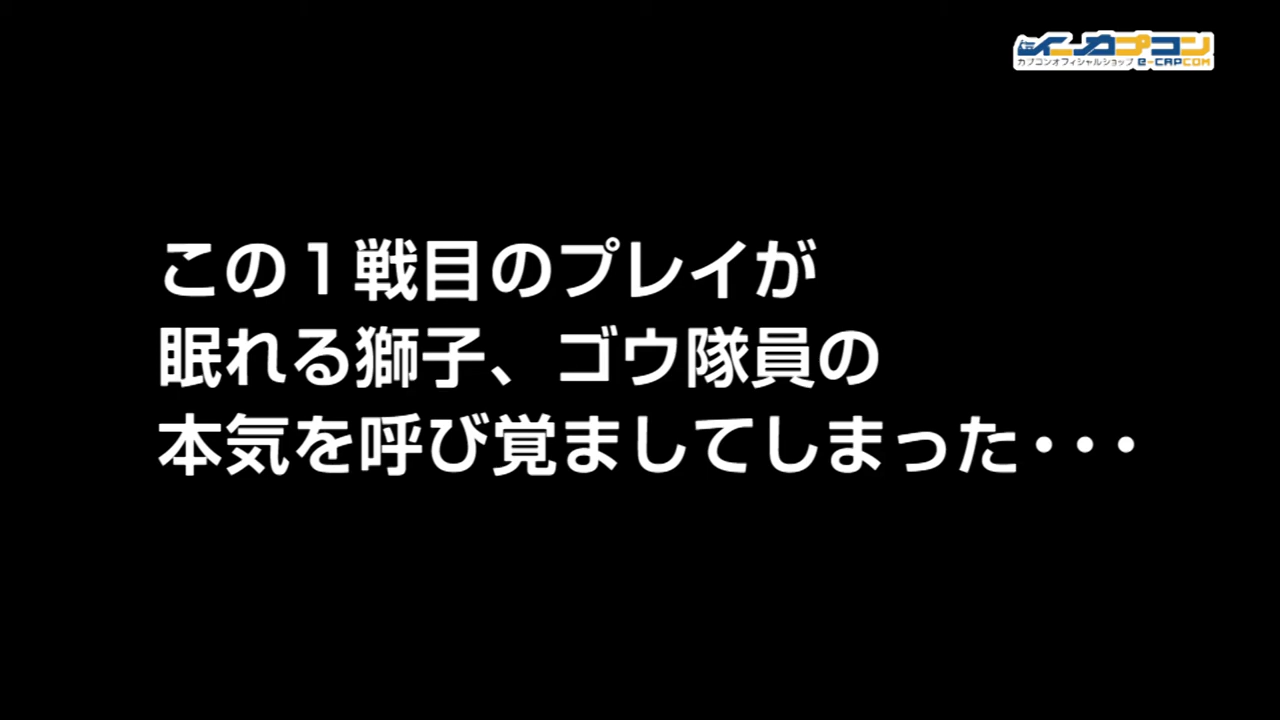 イーカプコン
カプコンオフィシャルショップ e-CAPCOM
この１戦目のプレイが
眠れる獅子、ゴウ隊員の
本気を呼び覚ましてしまった･･･